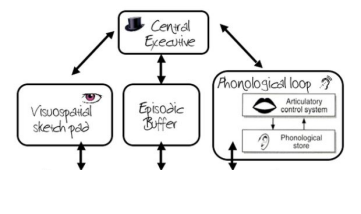 Central
Executive
Visuospatial
sketch pad
Episodic
Buffer
Phonological loop
Articulatory
control system
Phonological
store